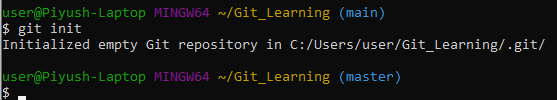 user@Piyush-Laptop MINGW64 ~/Git_Learning (main)
$ git init
Initialized empty Git repository in C:/Users/user/Git_Learning/.git/
user@Piyush-Laptop MINGW64 ~/Git_Learning (master)
$